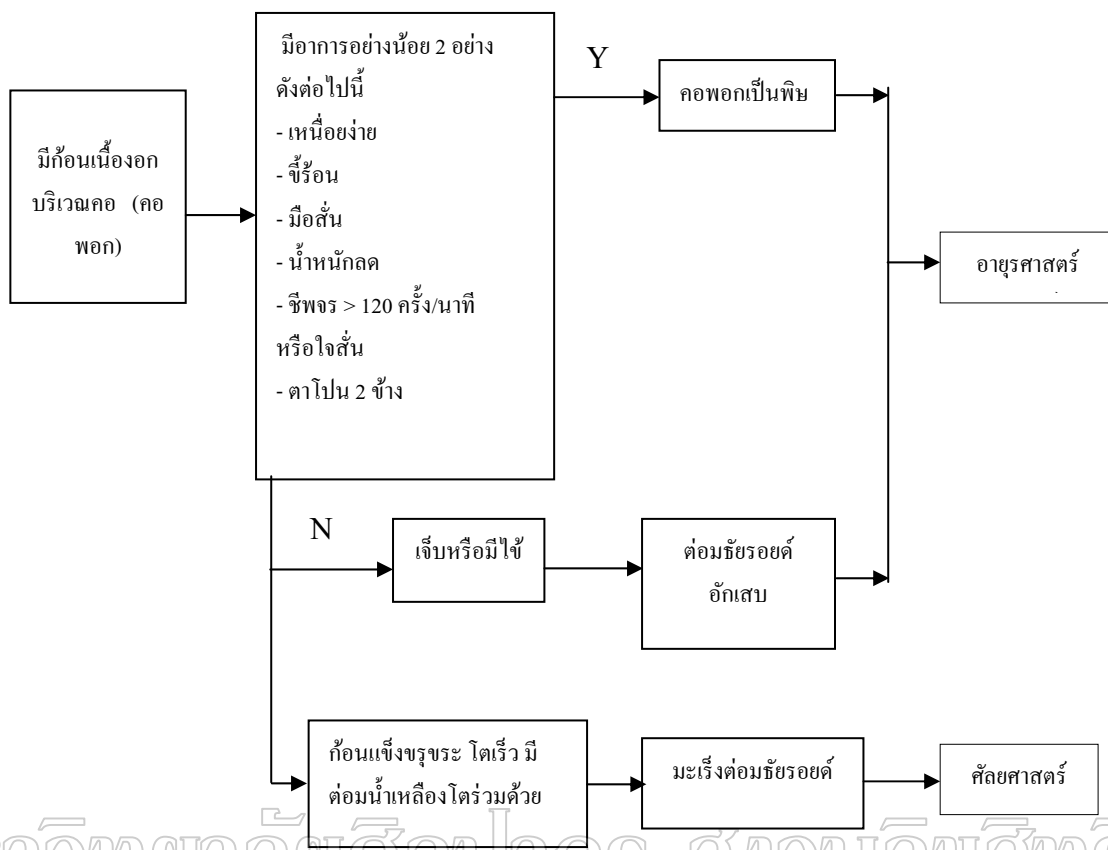 มีก้อนเนื้องอก
บริเวณคอ (คอ
พอก)
มีอาการอย่างน้อย 2 อย่าง
ดังต่อไปนี้
- เหนื่อยง่าย
- ขี้ร้อน
- มือสั่น
- น้ำหนักลด
- ชีพจร > 120 ครั้ง/นาที
หรือใจสั่น
- ตาโปน 2 ข้าง
Y
คอพอกเป็นพิษ
อายุรศาสตร์
N
เจ็บหรือมีไข้
ต่อมธัยรอยด์
อักเสบ
ก้อนแข็งขรุขระ โตเร็ว มี
ต่อมน้ำเหลืองโตร่วมด้วย
มะเร็งต่อมธัยรอยด์
ศัลยศาสตร์